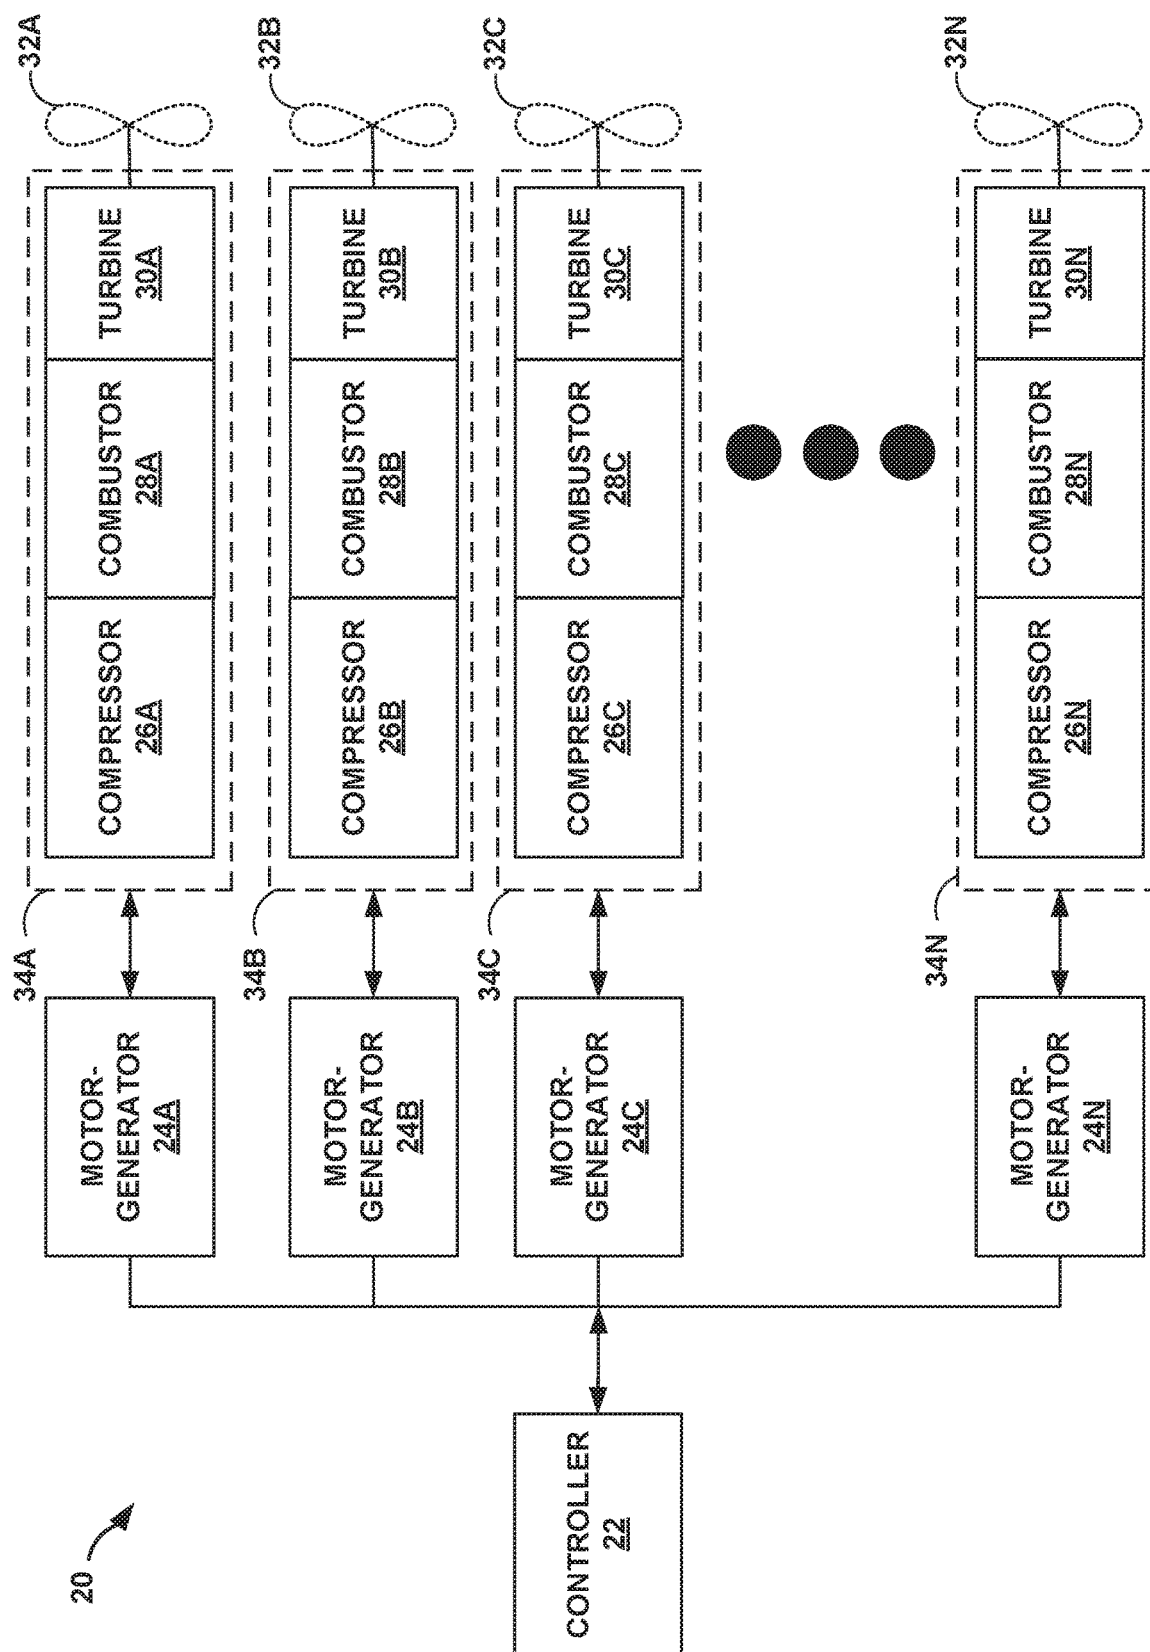 20
CONTROLLER
22
MOTOR-
GENERATOR
24A
34A
COMPRESSOR
26A
COMBUSTOR
28A
TURBINE
30A
32A
MOTOR-
GENERATOR
24B
34B
COMPRESSOR
26B
COMBUSTOR
28B
TURBINE
30B
32B
MOTOR-
GENERATOR
24C
34C
COMPRESSOR
26C
COMBUSTOR
28C
TURBINE
30C
32C
MOTOR-
GENERATOR
24N
34N
COMPRESSOR
26N
COMBUSTOR
28N
TURBINE
30N
32N